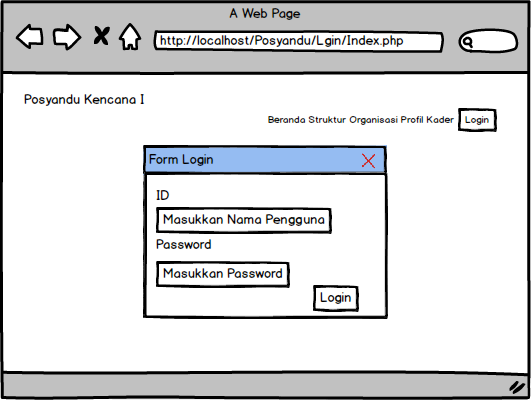 A Web Page
http://localhost/Posyandu/Lgin/Index.php
Posyandu Kencana I
Beranda Struktur Organisasi Profil Kader Login
Form Login
ID
Masukkan Nama Pengguna
Password
Masukkan Password
Login